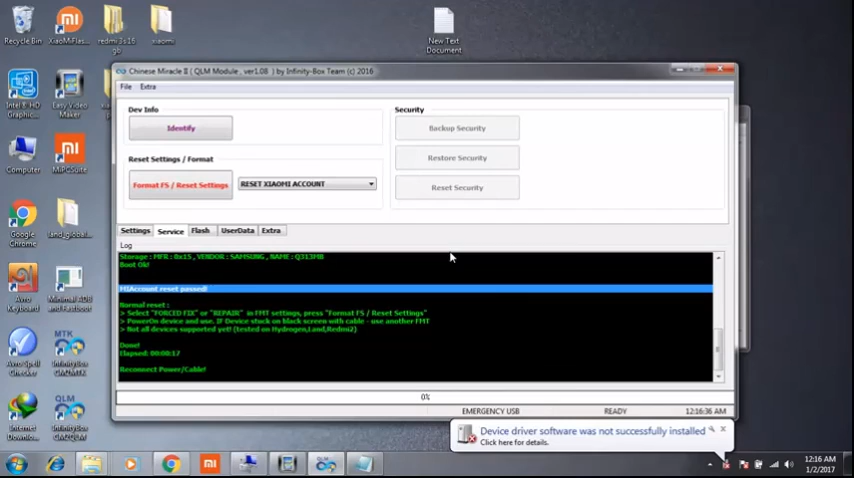 Recycle Bin
XiaoMiFlas...
redmi 3s 16
gb
xiaomi
New Text
Document
Intel® HD
Graphic...
Easy Video
Maker
Computer
MiPCSuite
Google
Chrome
land_global...
Avro
Keyboard
Minimal ADB
and Fastboot
Avro Spell
Checker
MTK
InfinityBox
CM2MTK
Internet
Downlo...
QLM
InfinityBox
CM2QLM
Chinese Miracle II ( QLM Module , ver1.08 ) by Infinity-Box Team (c) 2016
File Extra
Dev Info
Identify
Reset Settings / Format
Format FS / Reset Settings
RESET XIAOMI ACCOUNT
Security
Backup Security
Restore Security
Reset Security
Settings Service Flash UserData Extra
Log
Storage : MFR : 0x15 , VENDOR : SAMSUNG , NAME : Q313MB
Boot Ok!
MIAccount reset passed!
Normal reset :
> Select "FORCED FIX" or "REPAIR" in FMT settings, press "Format FS / Reset Settings"
> PowerOn device and use. IF Device stuck on black screen with cable - use another FMT
> Not all devices supported yet! (tested on Hydrogen,Land,Redmi2)
Done!
Elapsed: 00:00:17
Reconnect Power/Cable!
0%
EMERGENCY USB READY 12:16:36 AM
Device driver software was not successfully installed
Click here for details.
QLM
12:16 AM
1/2/2017